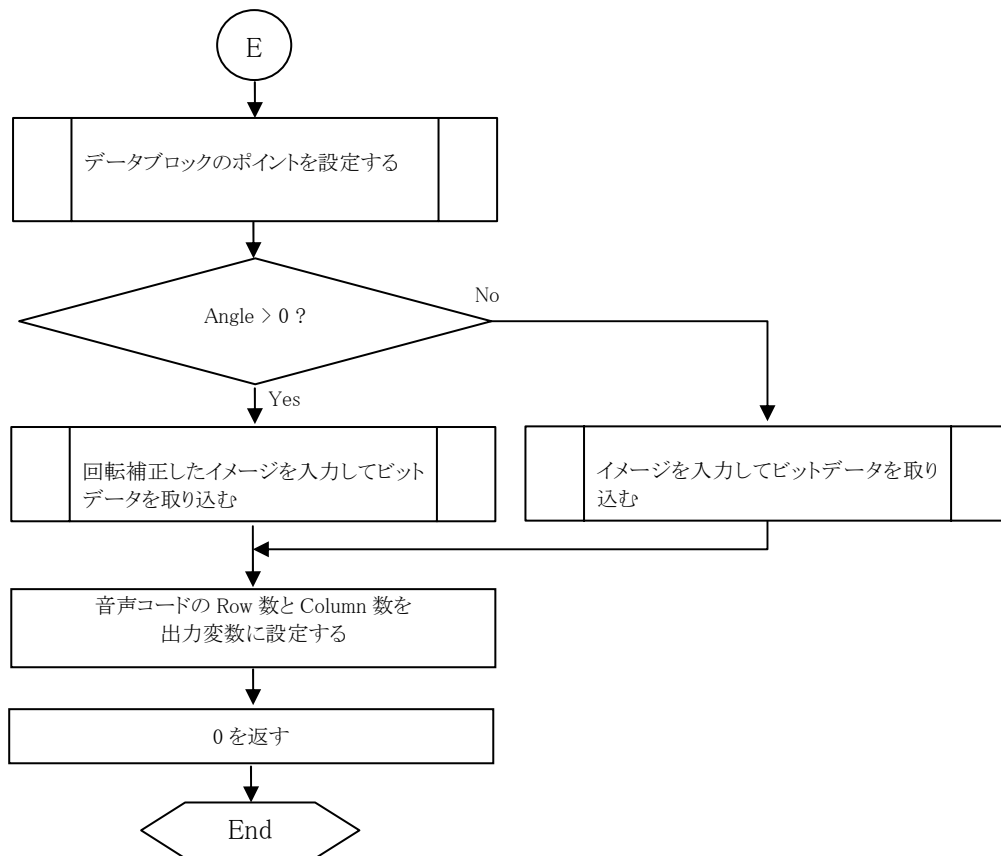 E
データブロックのポイントを設定する
Angle > 0 ?
No
Yes
回転補正したイメージを入力してビット
データを取り込む
イメージを入力してビットデータを取り
込む
音声コードの Row 数と Column 数を
出力変数に設定する
0 を返す
End